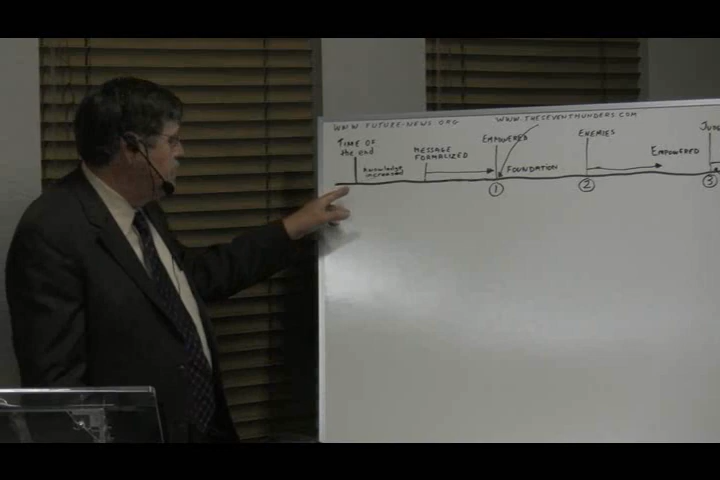 WWW.FUTURE-NEWS.ORG
WWW.THESEVENTHUNDERS.COM
TIME OF
the end
Knowledge
increased
MESSAGE
FORMALIZED
EMPOWERED
FOUNDATION
ENEMIES
EMPOWERED
1
2
3